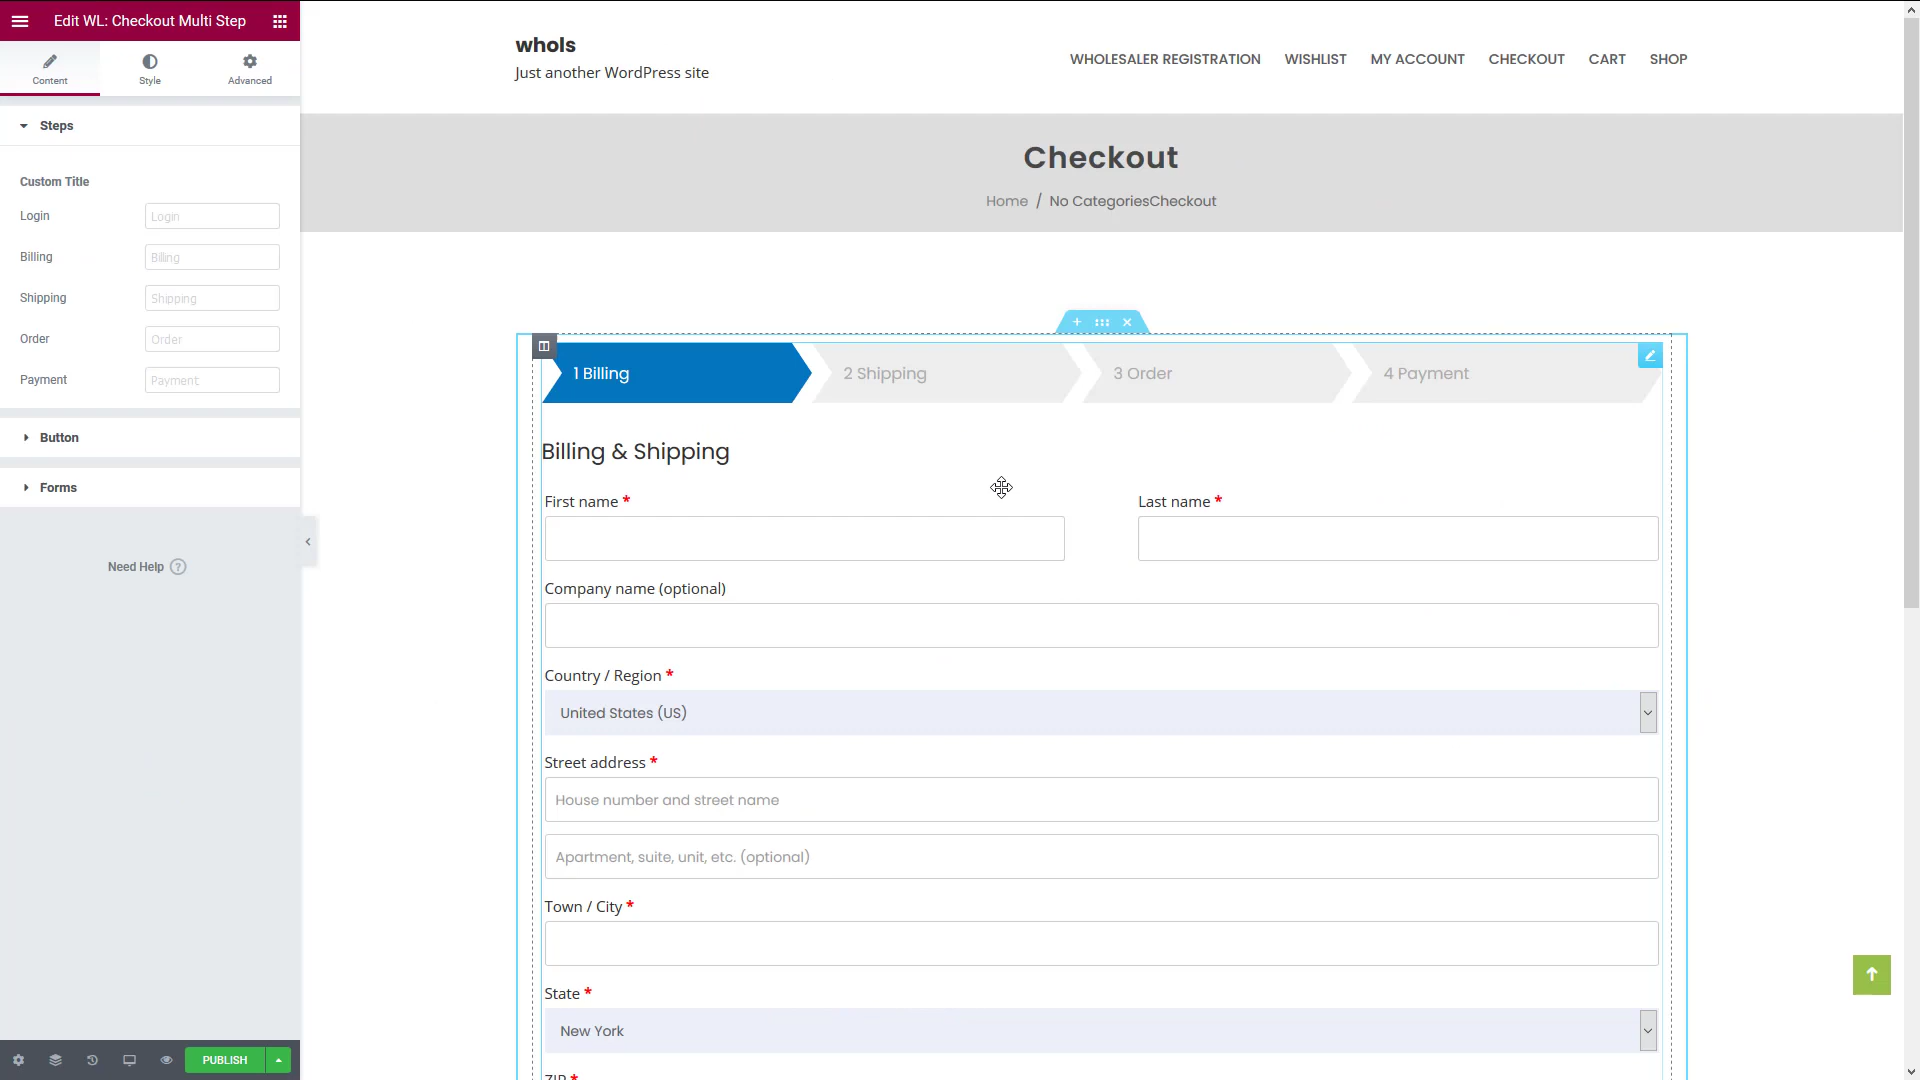 Edit WL: Checkout Multi Step
Content
Style
Advanced
Steps
Custom Title
Login
Login
Billing
Billing
Shipping
Shipping
Order
Order
Payment
Payment
Button
Forms
Need Help ?
PUBLISH
whols
Just another WordPress site
WHOLESALER REGISTRATION
WISHLIST
MY ACCOUNT
CHECKOUT
CART
SHOP
Checkout
Home / No CategoriesCheckout
1 Billing
2 Shipping
3 Order
4 Payment
Billing & Shipping
First name *
Last name *
Company name (optional)
Country / Region *
United States (US)
Street address *
House number and street name
Apartment, suite, unit, etc. (optional)
Town / City *
State *
New York
ZIP *